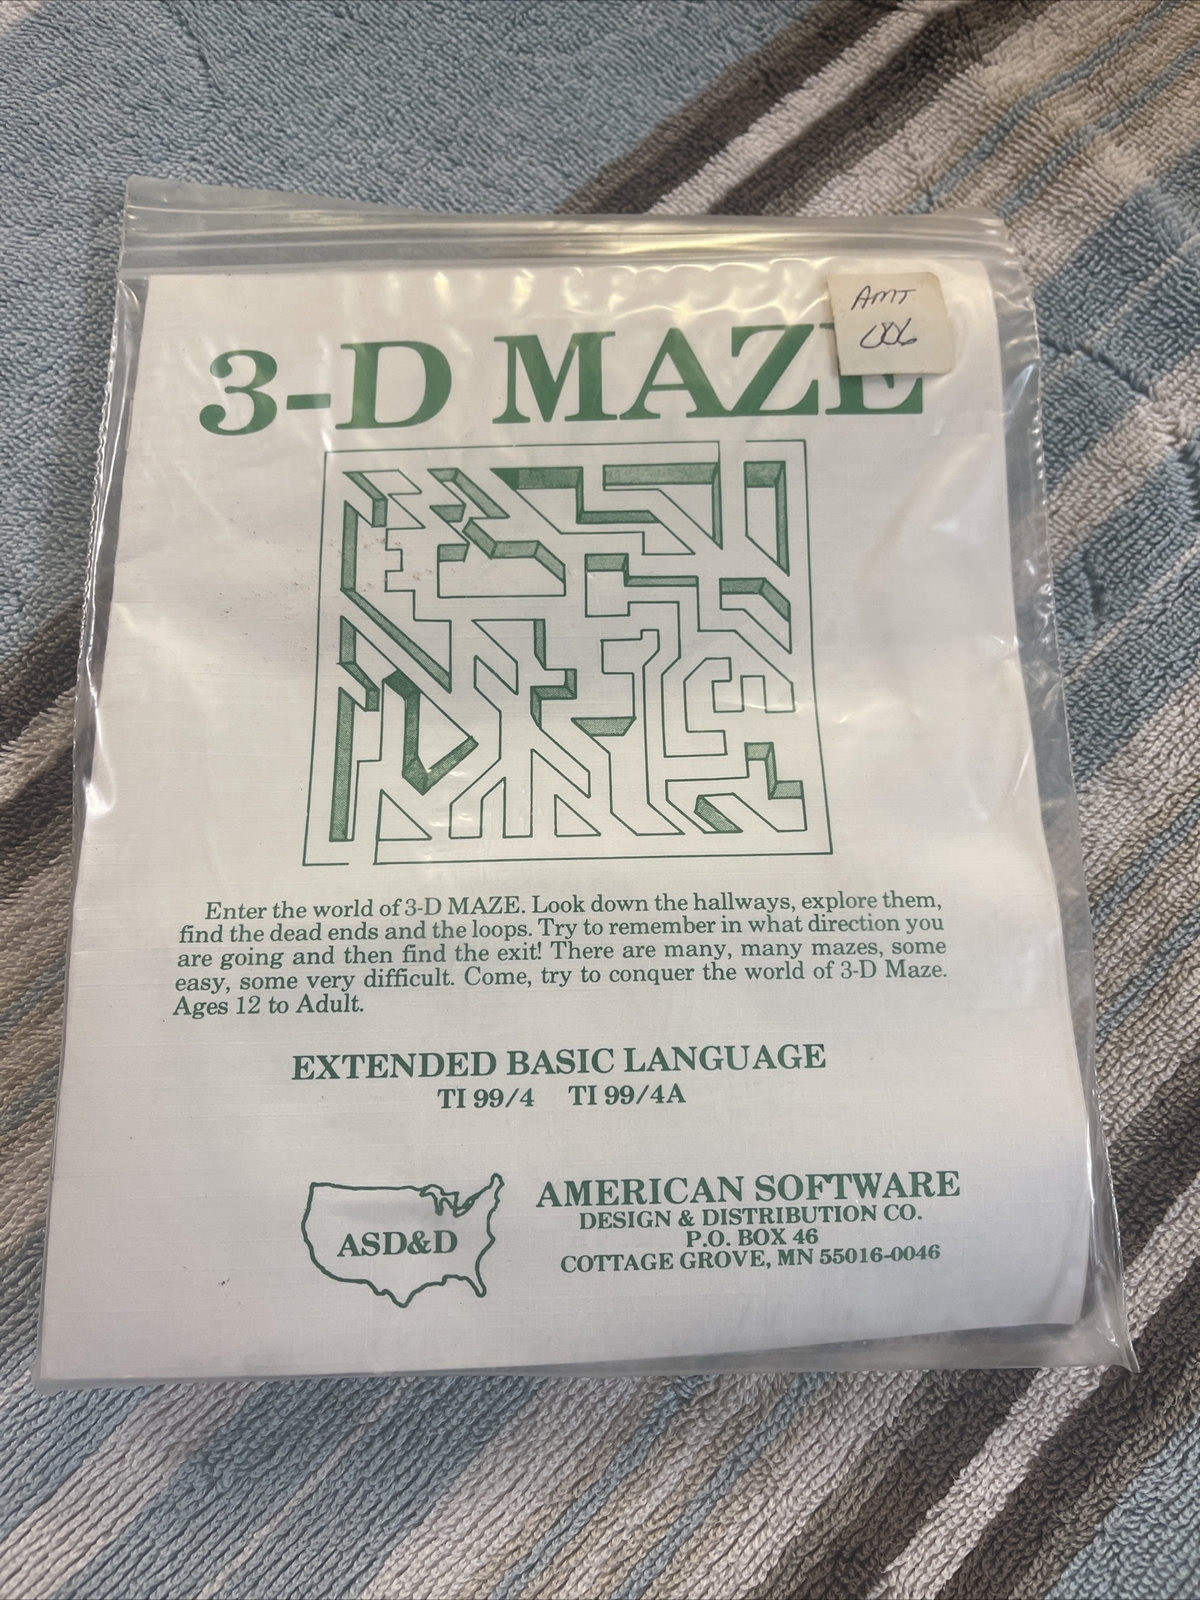 AMT
006
3-D MAZE
Enter the world of 3-D MAZE. Look down the hallways, explore them,
find the dead ends and the loops. Try to remember in what direction you
are going and then find the exit! There are many, many mazes, some
easy, some very difficult. Come, try to conquer the world of 3-D Maze.
Ages 12 to Adult.
EXTENDED BASIC LANGUAGE
TI 99/4 TI 99/4A
ASD&D
AMERICAN SOFTWARE
DESIGN & DISTRIBUTION CO.
P.O. BOX 46
COTTAGE GROVE, MN 55016-0046